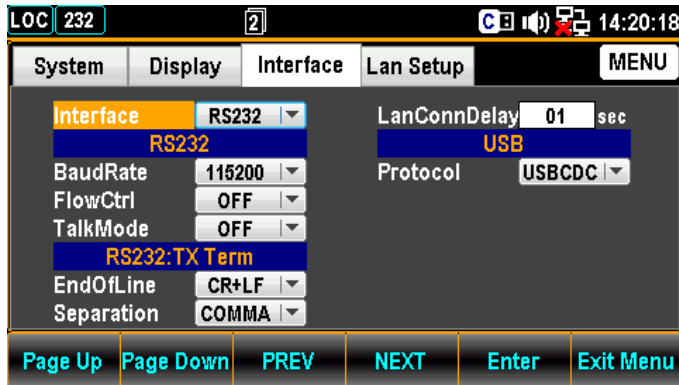 LOC 232 2 C 14:20:18
System Display Interface Lan Setup MENU
Interface RS232 LanConnDelay 01 sec
RS232 USB
BaudRate 115200 Protocol USBCDC
FlowCtrl OFF
TalkMode OFF
RS232:TX Term
EndOfLine CR+LF
Separation COMMA
Page Up Page Down PREV NEXT Enter Exit Menu